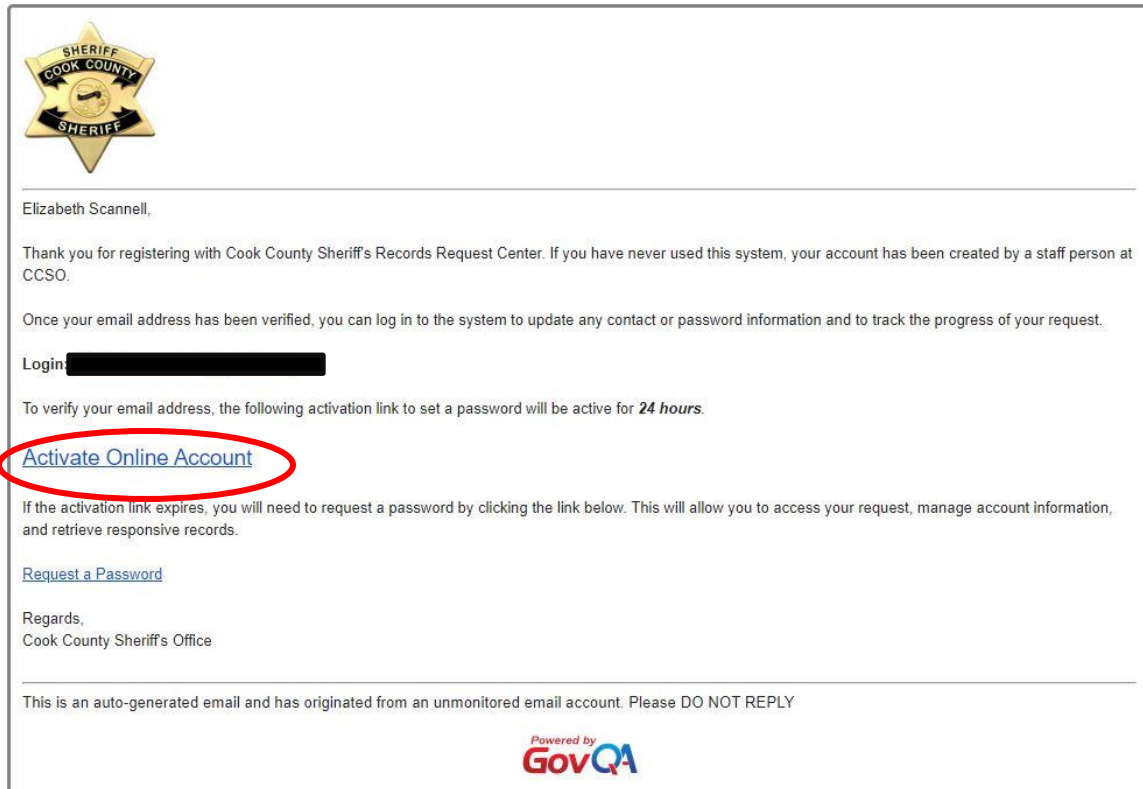 SHERIFF
COOK COUNTY
SHERIFF
Elizabeth Scannell,
Thank you for registering with Cook County Sheriff's Records Request Center. If you have never used this system, your account has been created by a staff person at
CCSO.
Once your email address has been verified, you can log in to the system to update any contact or password information and to track the progress of your request.
Login:
To verify your email address, the following activation link to set a password will be active for 24 hours.
Activate Online Account
If the activation link expires, you will need to request a password by clicking the link below. This will allow you to access your request, manage account information,
and retrieve responsive records.
Request a Password
Regards,
Cook County Sheriff's Office
This is an auto-generated email and has originated from an unmonitored email account. Please DO NOT REPLY
Powered by
GovQA